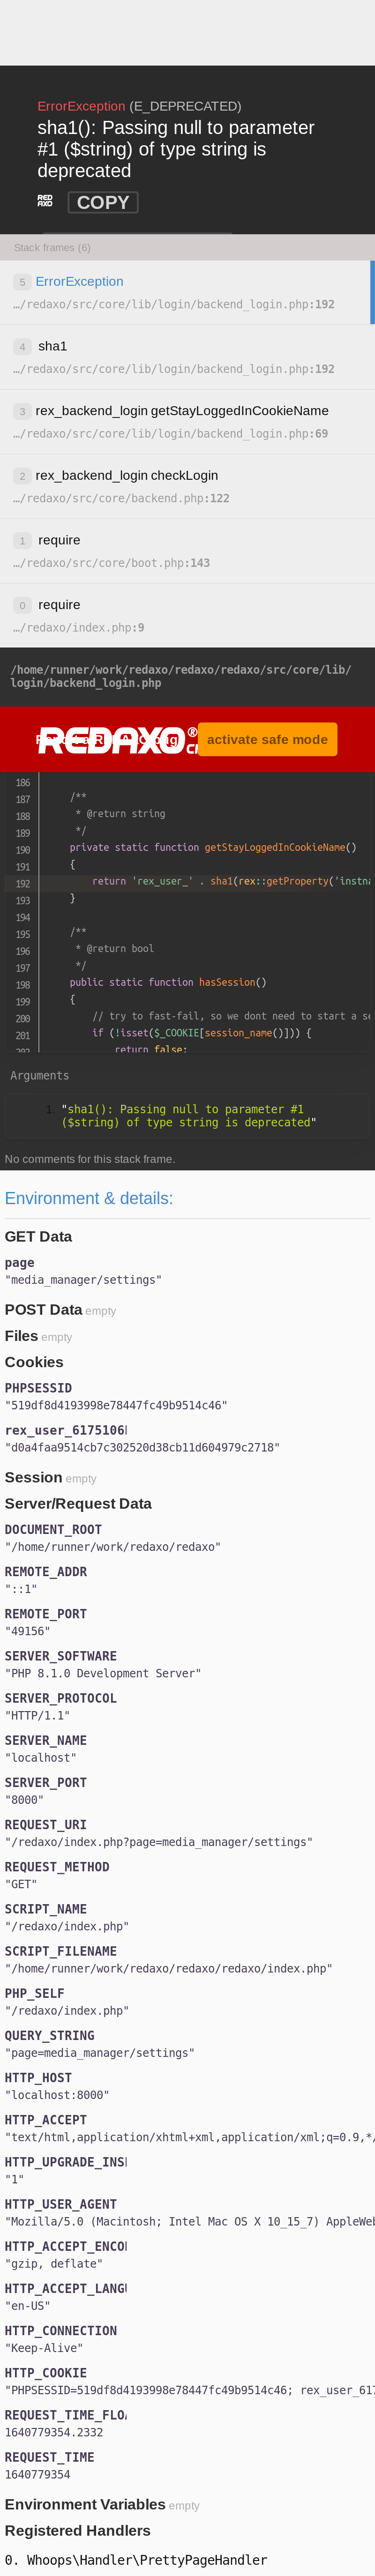 ErrorException (E_DEPRECATED)
sha1(): Passing null to parameter
#1 ($string) of type string is
deprecated
RED
AXO
COPY
Stack frames (6)
5 ErrorException
…/redaxo/src/core/lib/login/backend_login.php:192
4 sha1
…/redaxo/src/core/lib/login/backend_login.php:192
3 rex_backend_login getStayLoggedInCookieName
…/redaxo/src/core/lib/login/backend_login.php:69
2 rex_backend_login checkLogin
…/redaxo/src/core/backend.php:122
1 require
…/redaxo/src/core/boot.php:143
0 require
…/redaxo/index.php:9
/home/runner/work/redaxo/redaxo/redaxo/src/core/lib/
login/backend_login.php
REDAXO®
activate safe mode
186
187 /**
188 * @return string
189 */
190 private static function getStayLoggedInCookieName()
191 {
192 return 'rex_user_' . sha1(rex::getProperty('instna
193 }
194
195 /**
196 * @return bool
197 */
198 public static function hasSession()
199 {
200 // try to fast-fail, so we dont need to start a se
201 if (!isset($_COOKIE[session_name()])) {
202 return false;
Arguments
1. "sha1(): Passing null to parameter #1
($string) of type string is deprecated"
No comments for this stack frame.
Environment & details:
GET Data
page
"media_manager/settings"
POST Data empty
Files empty
Cookies
PHPSESSID
"519df8d4193998e78447fc49b9514c46"
rex_user_6175106
"d0a4faa9514cb7c302520d38cb11d604979c2718"
Session empty
Server/Request Data
DOCUMENT_ROOT
"/home/runner/work/redaxo/redaxo"
REMOTE_ADDR
"::1"
REMOTE_PORT
"49156"
SERVER_SOFTWARE
"PHP 8.1.0 Development Server"
SERVER_PROTOCOL
"HTTP/1.1"
SERVER_NAME
"localhost"
SERVER_PORT
"8000"
REQUEST_URI
"/redaxo/index.php?page=media_manager/settings"
REQUEST_METHOD
"GET"
SCRIPT_NAME
"/redaxo/index.php"
SCRIPT_FILENAME
"/home/runner/work/redaxo/redaxo/redaxo/index.php"
PHP_SELF
"/redaxo/index.php"
QUERY_STRING
"page=media_manager/settings"
HTTP_HOST
"localhost:8000"
HTTP_ACCEPT
"text/html,application/xhtml+xml,application/xml;q=0.9,*/
HTTP_UPGRADE_INS
"1"
HTTP_USER_AGENT
"Mozilla/5.0 (Macintosh; Intel Mac OS X 10_15_7) AppleWeb
HTTP_ACCEPT_ENCO
"gzip, deflate"
HTTP_ACCEPT_LANG
"en-US"
HTTP_CONNECTION
"Keep-Alive"
HTTP_COOKIE
"PHPSESSID=519df8d4193998e78447fc49b9514c46; rex_user_617
REQUEST_TIME_FLOA
1640779354.2332
REQUEST_TIME
1640779354
Environment Variables empty
Registered Handlers
0. Whoops\Handler\PrettyPageHandler